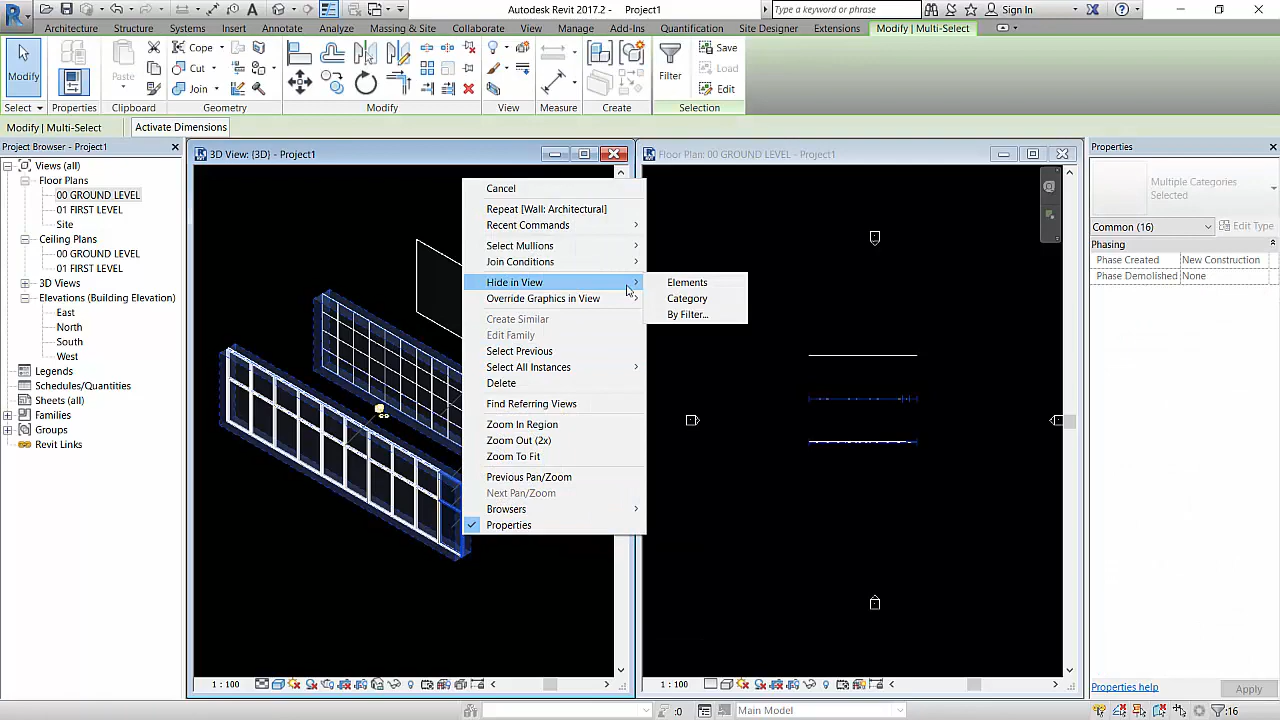 Autodesk Revit 2017.2 - Project1
Type a keyword or phrase
Sign In
Architecture Structure Systems Insert Annotate Analyze Massing & Site Collaborate View Manage Add-Ins Quantification Site Designer Extensions Modify | Multi-Select
Modify
Paste
Cope
Cut
Join
Filter
Save
Load
Edit
Select Properties Clipboard Geometry Modify View Measure Create Selection
Modify | Multi-Select
Activate Dimensions
Project Browser - Project1
Views (all)
Floor Plans
00 GROUND LEVEL
01 FIRST LEVEL
Site
Ceiling Plans
00 GROUND LEVEL
01 FIRST LEVEL
3D Views
Elevations (Building Elevation)
East
North
South
West
Legends
Schedules/Quantities
Sheets (all)
Families
Groups
Revit Links
3D View: {3D} - Project1
Cancel
Repeat [Wall: Architectural]
Recent Commands
Select Mullions
Join Conditions
Hide in View
Override Graphics in View
Create Similar
Edit Family
Select Previous
Select All Instances
Delete
Find Referring Views
Zoom In Region
Zoom Out (2x)
Zoom To Fit
Previous Pan/Zoom
Next Pan/Zoom
Browsers
Properties
Elements
Category
By Filter...
1 : 100
Floor Plan: 00 GROUND LEVEL - Project1
1 : 100
Properties
Multiple Categories
Selected
Common (16)
Edit Type
Phasing
Phase Created New Construction
Phase Demolished None
Properties help
Apply
:0
Main Model
:16